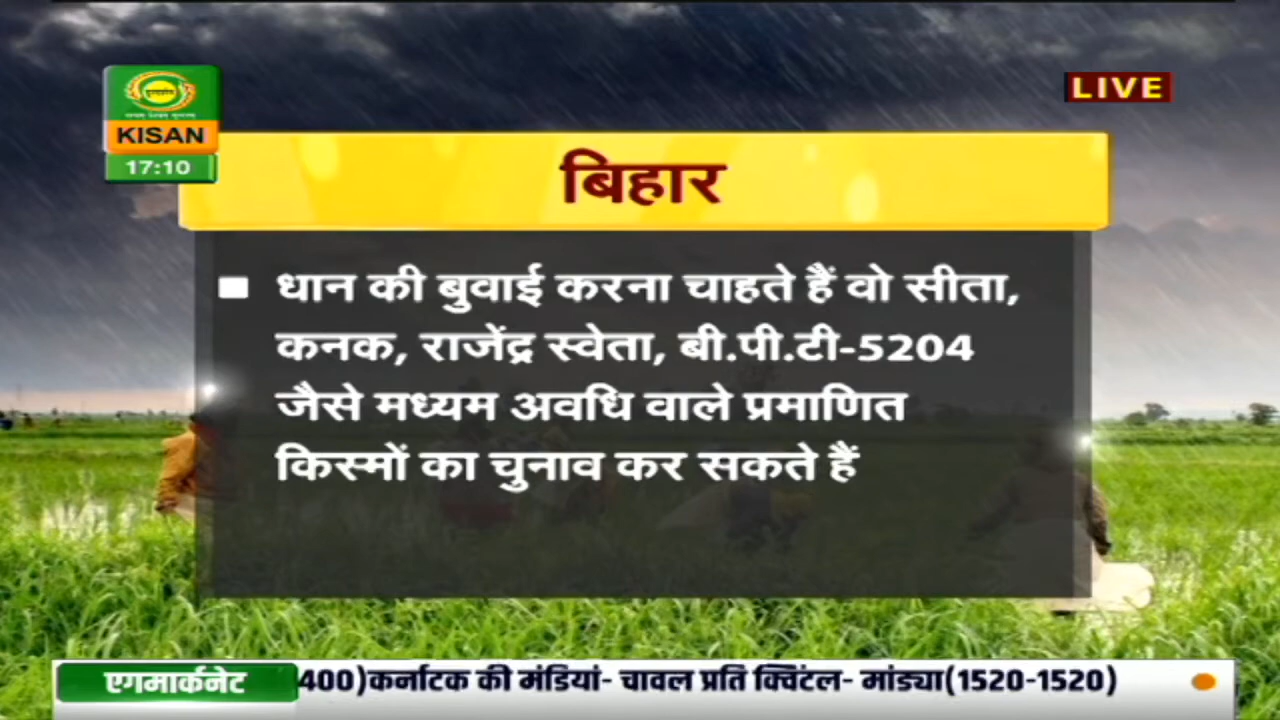 KISAN
17:10
LIVE
बिहार
धान की बुवाई करना चाहते हैं वो सीता,
कनक, राजेंद्र स्वेता, बी.पी.टी-5204
जैसे मध्यम अवधि वाले प्रमाणित
किस्मों का चुनाव कर सकते हैं
एगमार्कनेट
400)कर्नाटक की मंडियां- चावल प्रति क्विंटल- मांड्या(1520-1520)